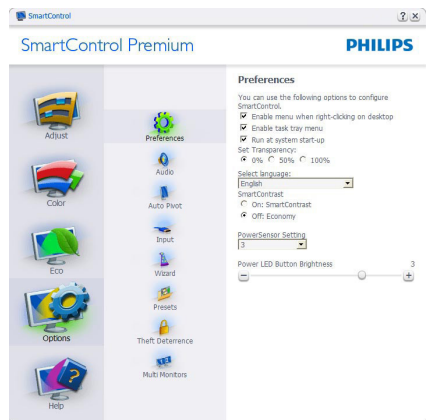 SmartControl
SmartControl Premium
PHILIPS
Adjust
Color
Eco
Options
Help
Preferences
Audio
Auto Pivot
Input
Wizard
Presets
Theft Deterrence
Multi Monitors
Preferences
You can use the following options to configure
SmartControl.
Enable menu when right-clicking on desktop
Enable task tray menu
Run at system start-up
Set Transparency:
0% 50% 100%
Select language:
English
SmartContrast
On: SmartContrast
Off: Economy
PowerSensor Setting
3
Power LED Button Brightness 3